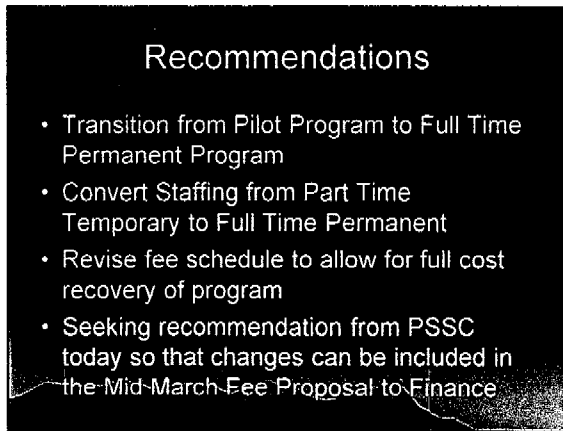 Recommendations
• Transition from Pilot Program to Full Time
Permanent Program
• Convert Staffing from Part Time
Temporary to Full Time Permanent
• Revise fee schedule to allow for full cost
recovery of program
• Seeking recommendation from PSSC
today so that changes can be included in
the Mid-March Fee Proposal to Finance